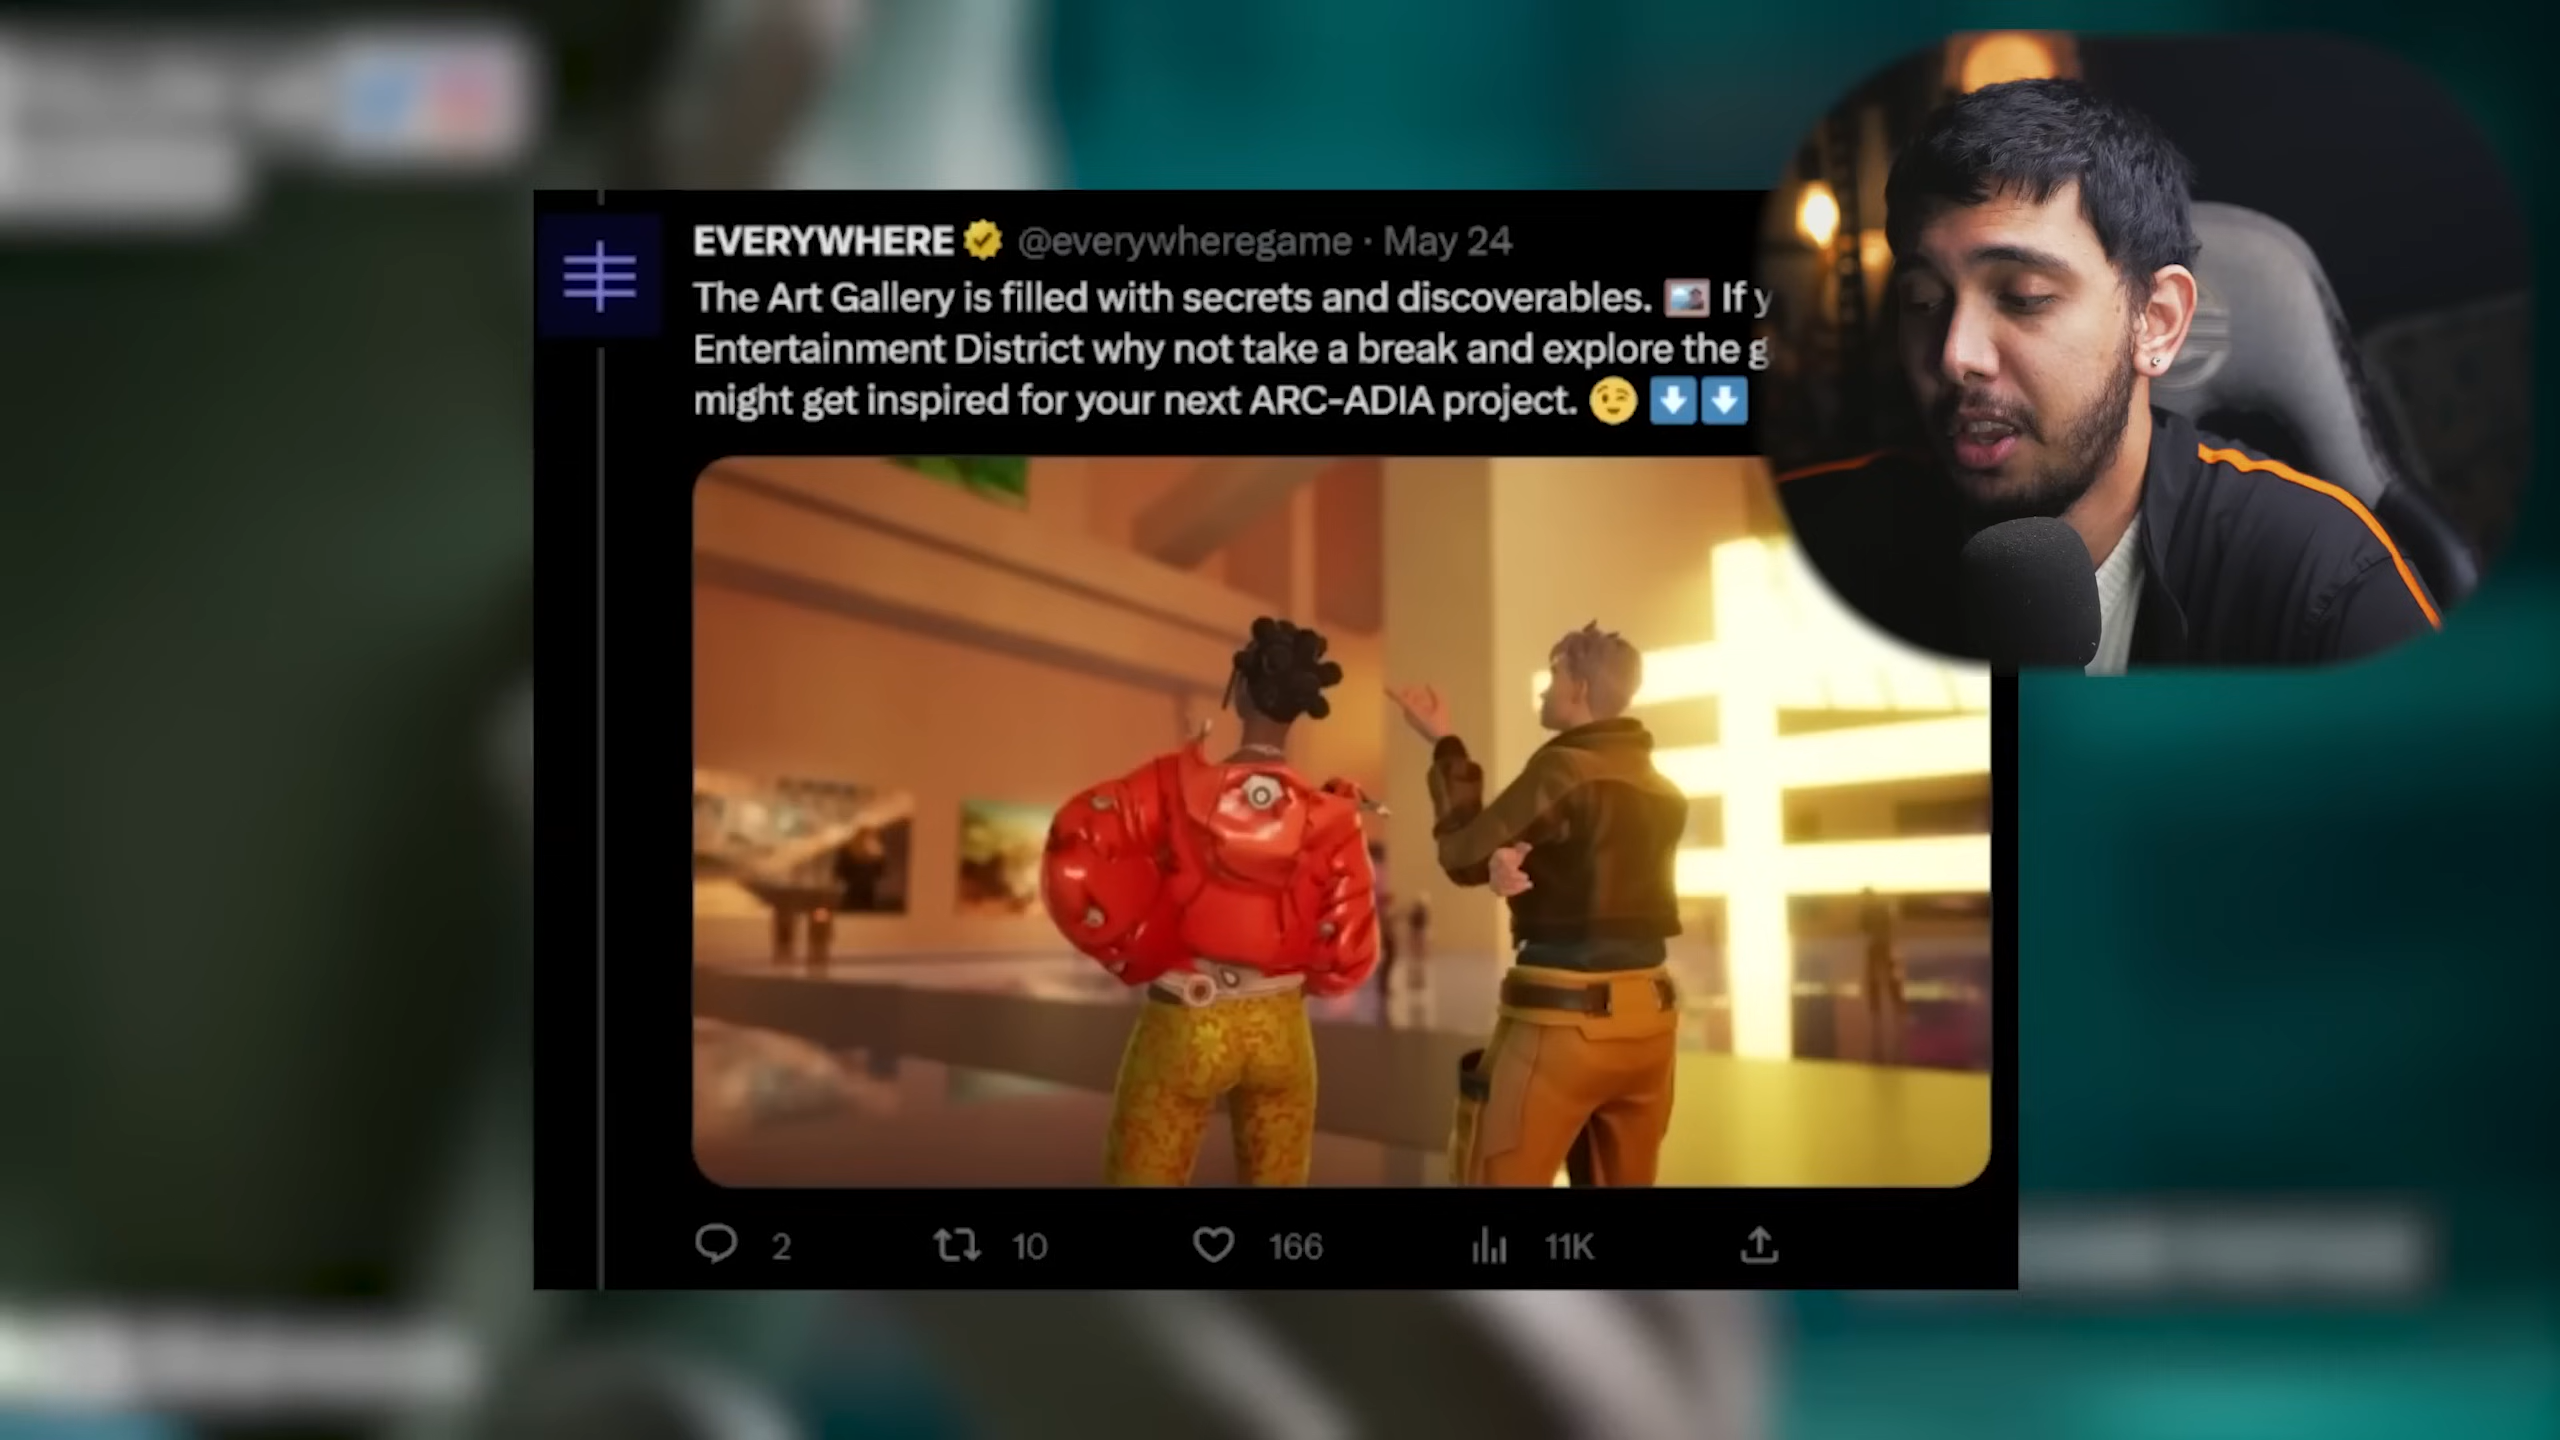 EVERYWHERE @everywheregame · May 24
The Art Gallery is filled with secrets and discoverables. 🖼️ If
Entertainment District why not take a break and explore the
might get inspired for your next ARC-ADIA project. 😉 ⬇️⬇️
2 10 166 11K